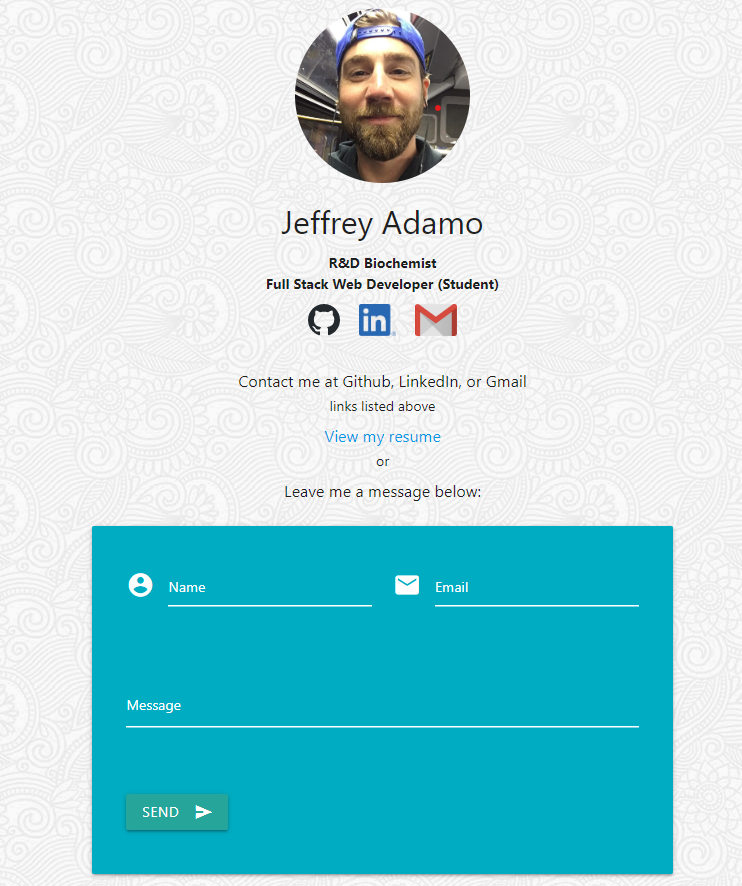 Jeffrey Adamo
R&D Biochemist
Full Stack Web Developer (Student)
in
Contact me at Github, LinkedIn, or Gmail
links listed above
View my resume
or
Leave me a message below:
Name Email
Message
SEND